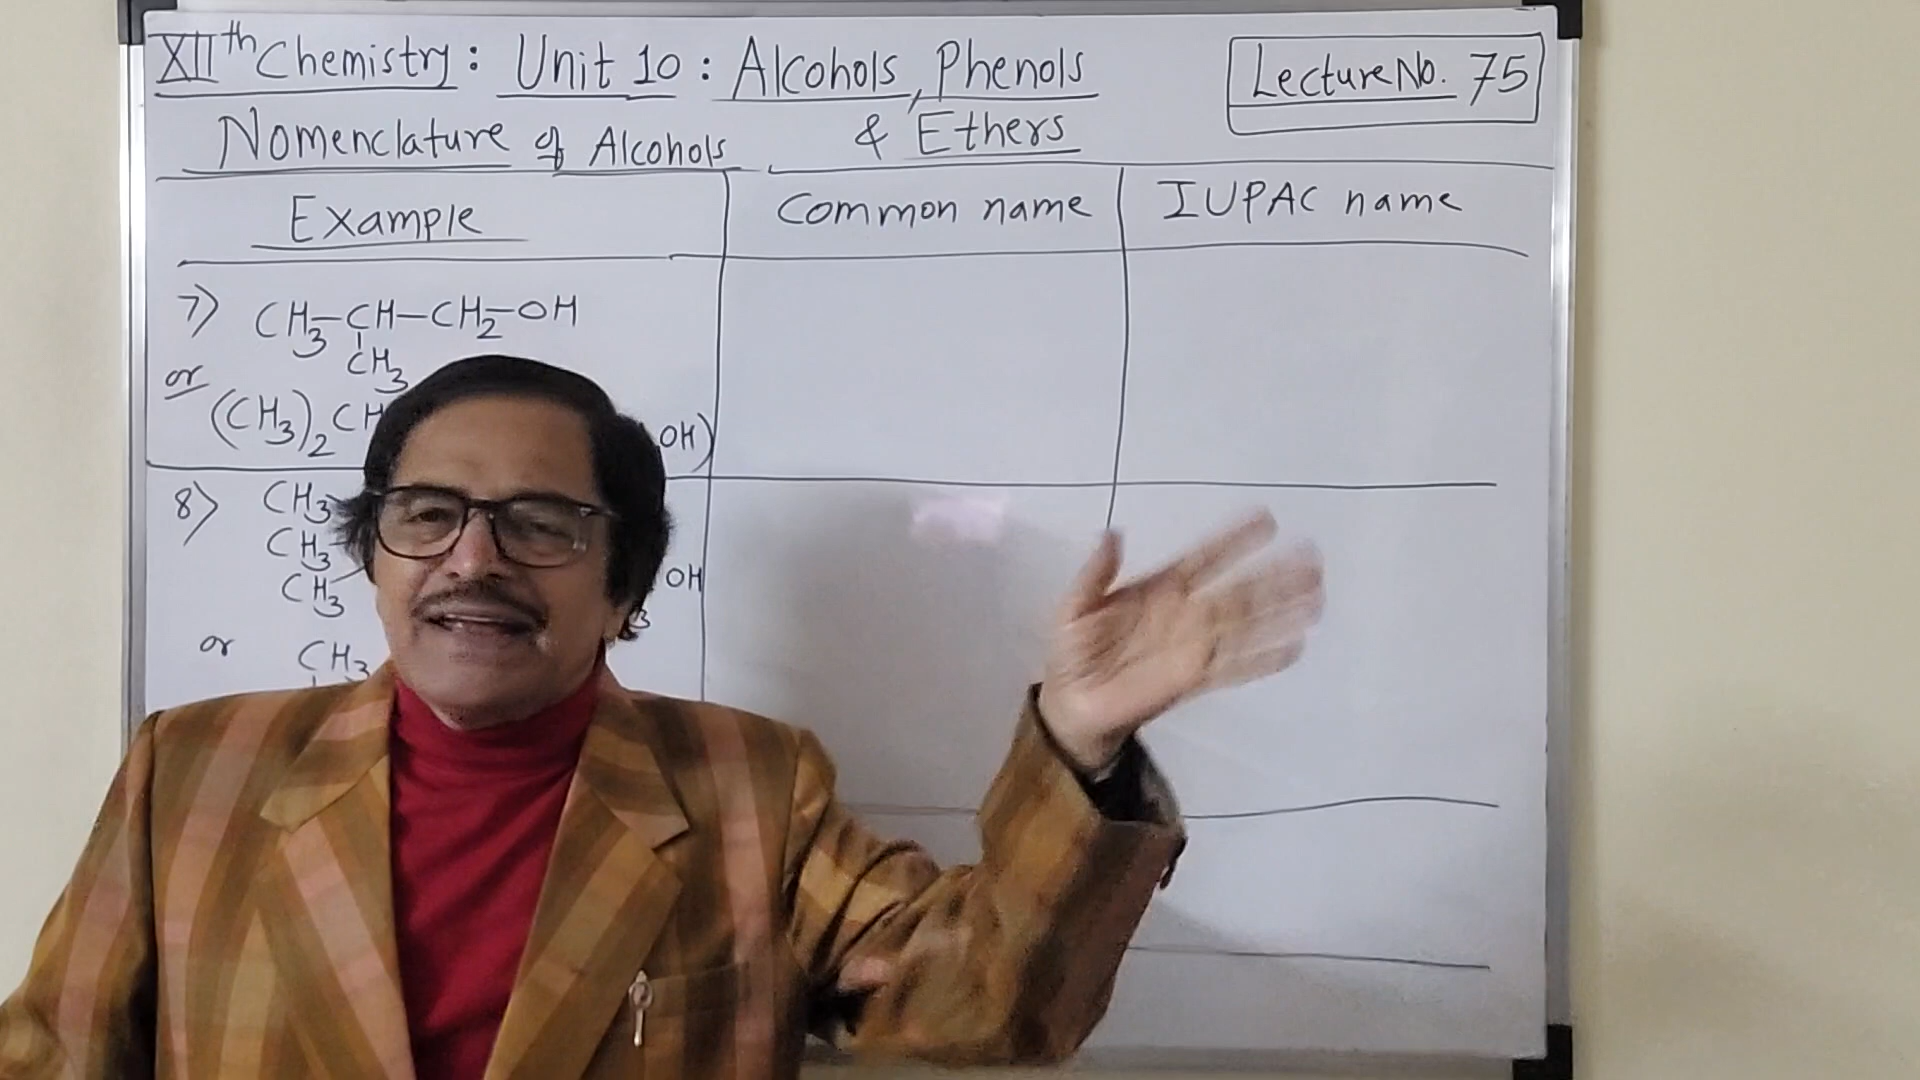 XIIth Chemistry: Unit 10: Alcohols, Phenols
& Ethers
Lecture No. 75
Nomenclature of Alcohols
Example
Common name
IUPAC name
7) CH3–CH–CH2–OH
CH3
or
(CH3)2CH
OH)
8) CH3
CH3
CH3
OH
3
or
CH3